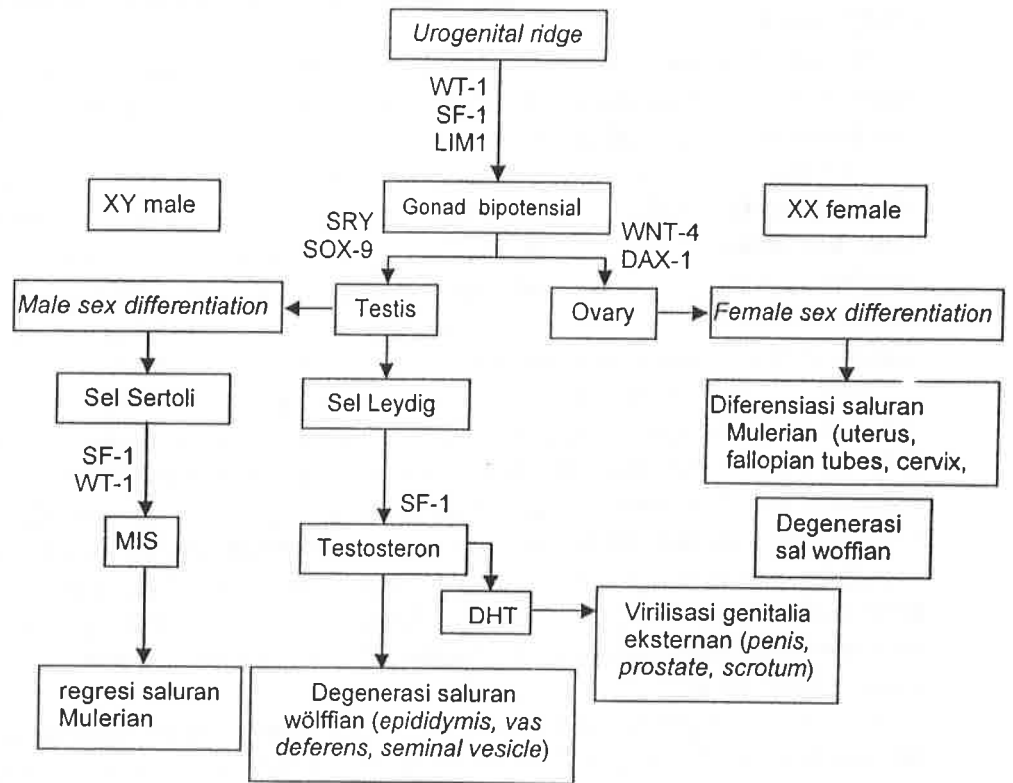 Urogenital ridge
WT-1
SF-1
LIM1
XY male
Gonad bipotensial
XX female
SRY
SOX-9
WNT-4
DAX-1
Male sex differentiation
Testis
Ovary
Female sex differentiation
Sel Sertoli
Sel Leydig
Diferensiasi saluran
Mulerian (uterus,
fallopian tubes, cervix,
SF-1
WT-1
SF-1
MIS
Testosteron
Degenerasi
sal woffian
DHT
Virilisasi genitalia
eksternan (penis,
prostate, scrotum)
regresi saluran
Mulerian
Degenerasi saluran
wölffian (epididymis, vas
deferens, seminal vesicle)